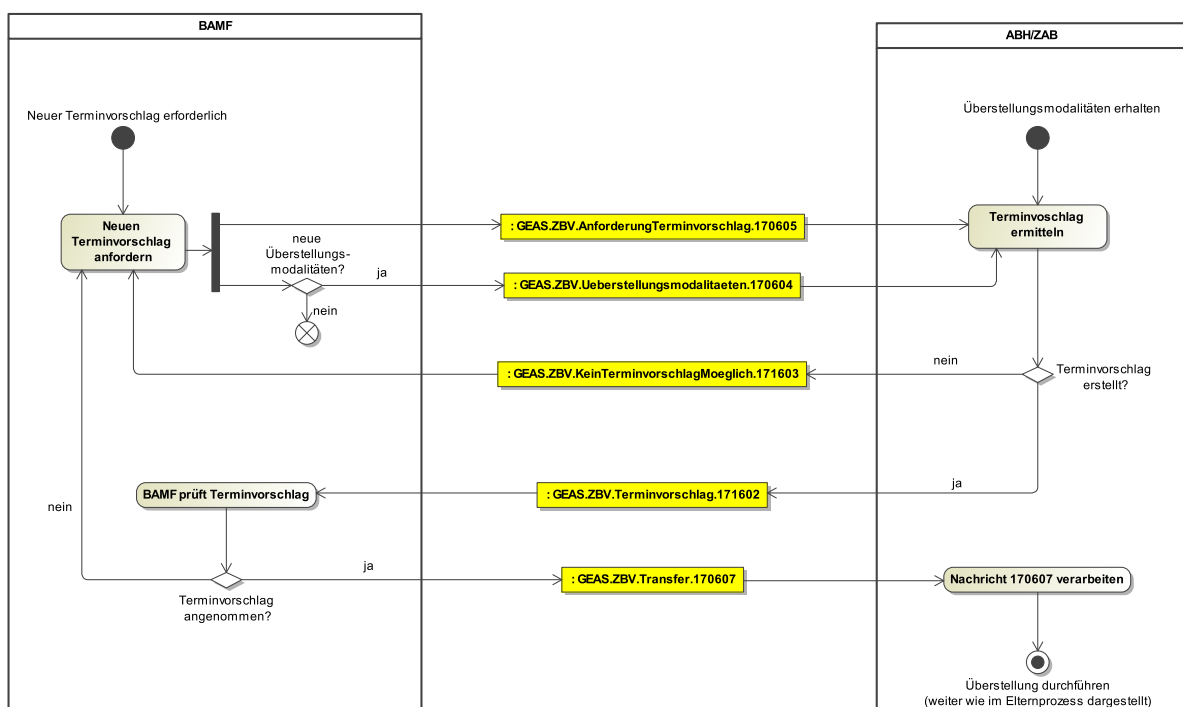 BAMF
ABH/ZAB
Neuer Terminvorschlag erforderlich
Überstellungsmodalitäten erhalten
Neuen
Terminvorschlag
anfordern
neue
Überstellungs-
modalitäten?
ja
nein
: GEAS.ZBV.AnforderungTerminvorschlag.170605
: GEAS.ZBV.Ueberstellungsmodalitaeten.170604
Terminvoschlag
ermitteln
: GEAS.ZBV.KeinTerminvorschlagMoeglich.171603
nein
Terminvorschlag
erstellt?
BAMF prüft Terminvorschlag
: GEAS.ZBV.Terminvorschlag.171602
ja
nein
ja
Terminvorschlag
angenommen?
: GEAS.ZBV.Transfer.170607
Nachricht 170607 verarbeiten
Überstellung durchführen
(weiter wie im Elternprozess dargestellt)